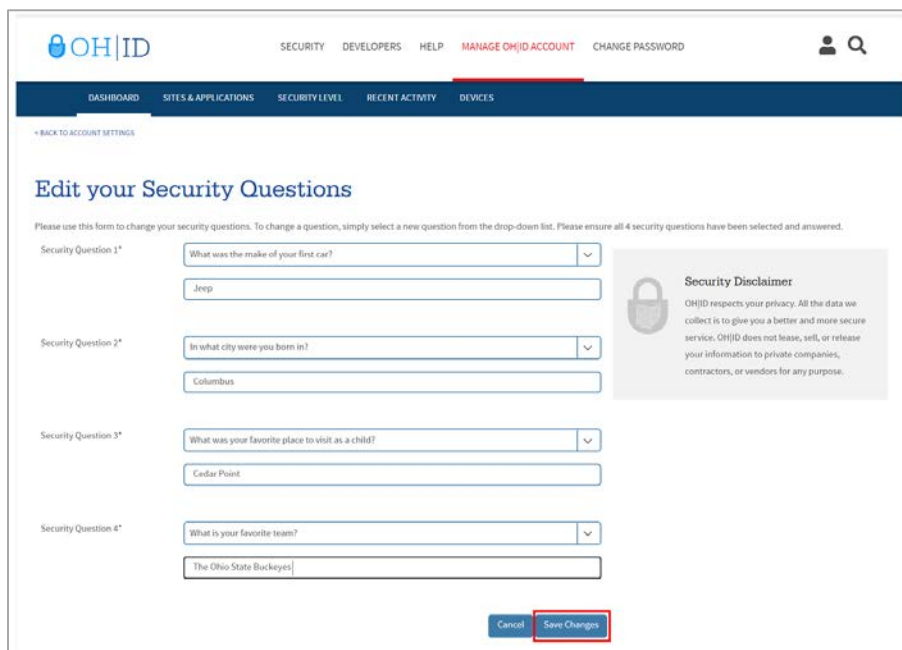 OH|ID
SECURITY DEVELOPERS HELP MANAGE OH|ID ACCOUNT CHANGE PASSWORD
DASHBOARD SITES & APPLICATIONS SECURITY LEVEL RECENT ACTIVITY DEVICES
< BACK TO ACCOUNT SETTINGS
Edit your Security Questions
Please use this form to change your security questions. To change a question, simply select a new question from the drop-down list. Please ensure all 4 security questions have been selected and answered.
Security Question 1*
What was the make of your first car?
Jeep
Security Question 2*
In what city were you born in?
Columbus
Security Question 3*
What was your favorite place to visit as a child?
Cedar Point
Security Question 4*
What is your favorite team?
The Ohio State Buckeyes
Security Disclaimer
OH|ID respects your privacy. All the data we
collect is to give you a better and more secure
service. OH|ID does not lease, sell, or release
your information to private companies,
contractors, or vendors for any purpose.
Cancel Save Changes